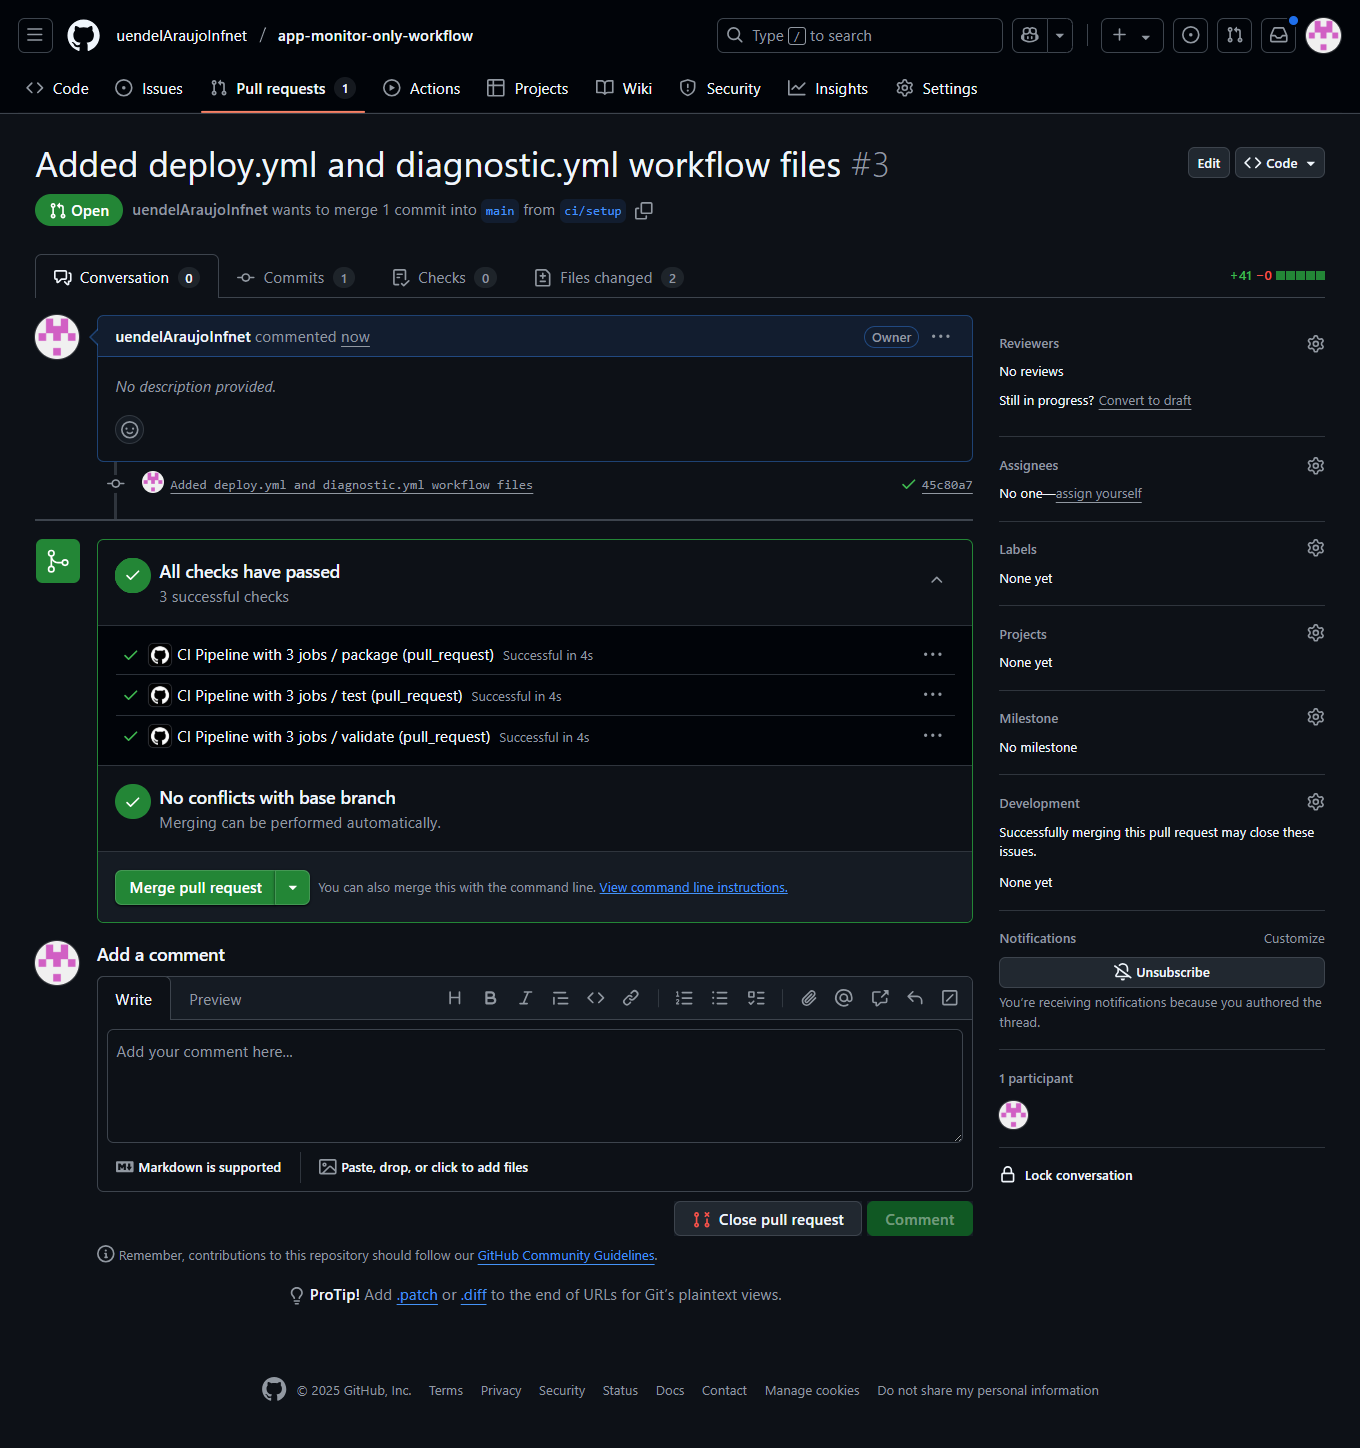 uendelAraujoInfnet / app-monitor-only-workflow
Type / to search
Code
Issues
Pull requests 1
Actions
Projects
Wiki
Security
Insights
Settings
Added deploy.yml and diagnostic.yml workflow files #3
Edit
Code
Open
uendelAraujoInfnet wants to merge 1 commit into main from ci/setup
Conversation 0
Commits 1
Checks 0
Files changed 2
+41 −0
uendelAraujoInfnet commented now
Owner
No description provided.
Added deploy.yml and diagnostic.yml workflow files
45c80a7
All checks have passed
3 successful checks
CI Pipeline with 3 jobs / package (pull_request) Successful in 4s
CI Pipeline with 3 jobs / test (pull_request) Successful in 4s
CI Pipeline with 3 jobs / validate (pull_request) Successful in 4s
No conflicts with base branch
Merging can be performed automatically.
Merge pull request
You can also merge this with the command line. View command line instructions.
Add a comment
Write
Preview
Add your comment here...
Markdown is supported
Paste, drop, or click to add files
Close pull request
Comment
Remember, contributions to this repository should follow our GitHub Community Guidelines.
ProTip! Add .patch or .diff to the end of URLs for Git’s plaintext views.
Reviewers
No reviews
Still in progress? Convert to draft
Assignees
No one—assign yourself
Labels
None yet
Projects
None yet
Milestone
No milestone
Development
Successfully merging this pull request may close these
issues.
None yet
Notifications
Customize
Unsubscribe
You’re receiving notifications because you authored the
thread.
1 participant
Lock conversation
© 2025 GitHub, Inc.
Terms
Privacy
Security
Status
Docs
Contact
Manage cookies
Do not share my personal information